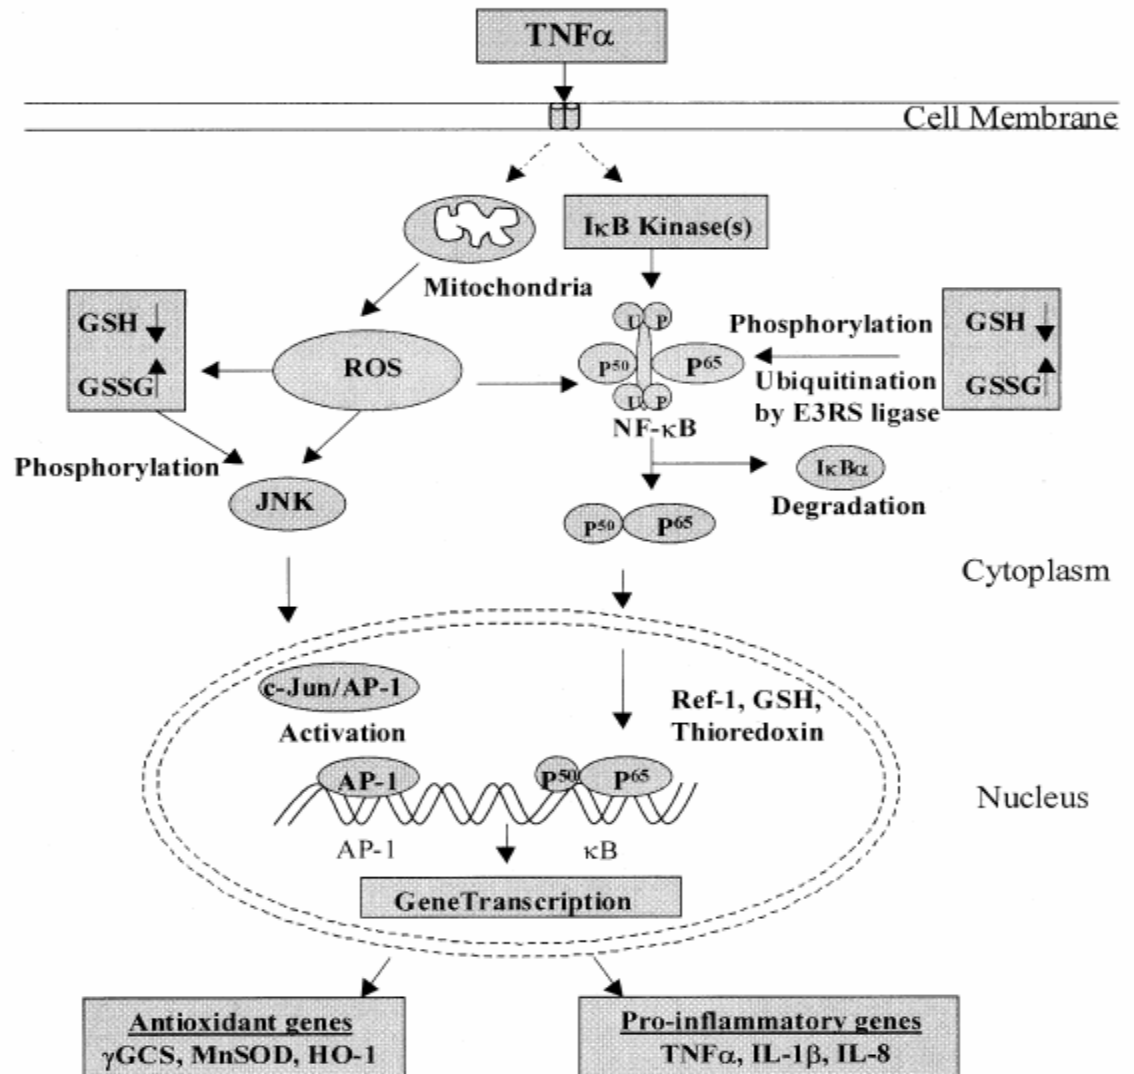 TNFα
Cell Membrane
IκB Kinase(s)
Mitochondria
GSH
GSSG
ROS
U P
P50 P65
U P
NF-κB
Phosphorylation
Ubiquitination
by E3RS ligase
GSH
GSSG
Phosphorylation
JNK
IκBα
Degradation
P50 P65
Cytoplasm
c-Jun/AP-1
Activation
Ref-1, GSH,
Thioredoxin
AP-1
P50 P65
Nucleus
AP-1 κB
GeneTranscription
Antioxidant genes
γGCS, MnSOD, HO-1
Pro-inflammatory genes
TNFα, IL-1β, IL-8